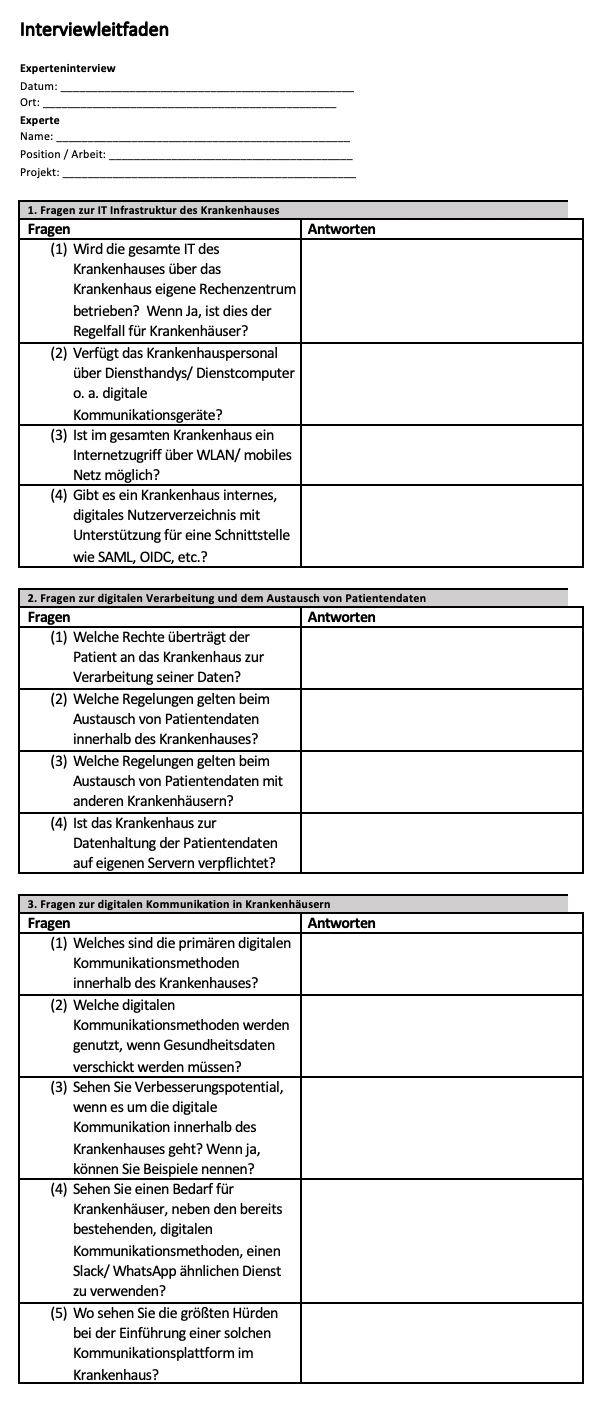 Interviewleitfaden
Experteninterview
Datum: ________________________________________________
Ort: ________________________________________________
Experte
Name: ________________________________________________
Position / Arbeit: ________________________________________
Projekt: ________________________________________________
1. Fragen zur IT Infrastruktur des Krankenhauses
Fragen Antworten
(1) Wird die gesamte IT des
Krankenhauses über das
Krankenhaus eigene Rechenzentrum
betrieben?  Wenn Ja, ist dies der
Regelfall für Krankenhäuser?
(2) Verfügt das Krankenhauspersonal
über Diensthandys/ Dienstcomputer
o. a. digitale
Kommunikationsgeräte?
(3) Ist im gesamten Krankenhaus ein
Internetzugriff über WLAN/ mobiles
Netz möglich?
(4) Gibt es ein Krankenhaus internes,
digitales Nutzerverzeichnis mit
Unterstützung für eine Schnittstelle
wie SAML, OIDC, etc.?
2. Fragen zur digitalen Verarbeitung und dem Austausch von Patientendaten
Fragen Antworten
(1) Welche Rechte überträgt der
Patient an das Krankenhaus zur
Verarbeitung seiner Daten?
(2) Welche Regelungen gelten beim
Austausch von Patientendaten
innerhalb des Krankenhauses?
(3) Welche Regelungen gelten beim
Austausch von Patientendaten mit
anderen Krankenhäusern?
(4) Ist das Krankenhaus zur
Datenhaltung der Patientendaten
auf eigenen Servern verpflichtet?
3. Fragen zur digitalen Kommunikation in Krankenhäusern
Fragen Antworten
(1) Welches sind die primären digitalen
Kommunikationsmethoden
innerhalb des Krankenhauses?
(2) Welche digitalen
Kommunikationsmethoden werden
genutzt, wenn Gesundheitsdaten
verschickt werden müssen?
(3) Sehen Sie Verbesserungspotential,
wenn es um die digitale
Kommunikation innerhalb des
Krankenhauses geht? Wenn ja,
können Sie Beispiele nennen?
(4) Sehen Sie einen Bedarf für
Krankenhäuser, neben den bereits
bestehenden, digitalen
Kommunikationsmethoden, einen
Slack/ WhatsApp ähnlichen Dienst
zu verwenden?
(5) Wo sehen Sie die größten Hürden
bei der Einführung einer solchen
Kommunikationsplattform im
Krankenhaus?